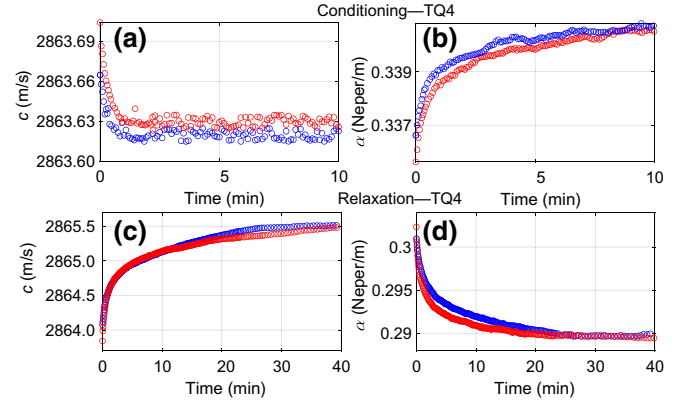 Conditioning—TQ4
(a)
2863.69
2863.66
2863.63
2863.60
c (m/s)
0
5
10
Time (min)
(b)
0.339
0.337
α (Neper/m)
0
5
10
Time (min)
Relaxation—TQ4
(c)
2865.5
2865.0
2864.5
2864.0
c (m/s)
0
10
20
30
40
Time (min)
(d)
0.3
0.295
0.29
α (Neper/m)
0
10
20
30
40
Time (min)